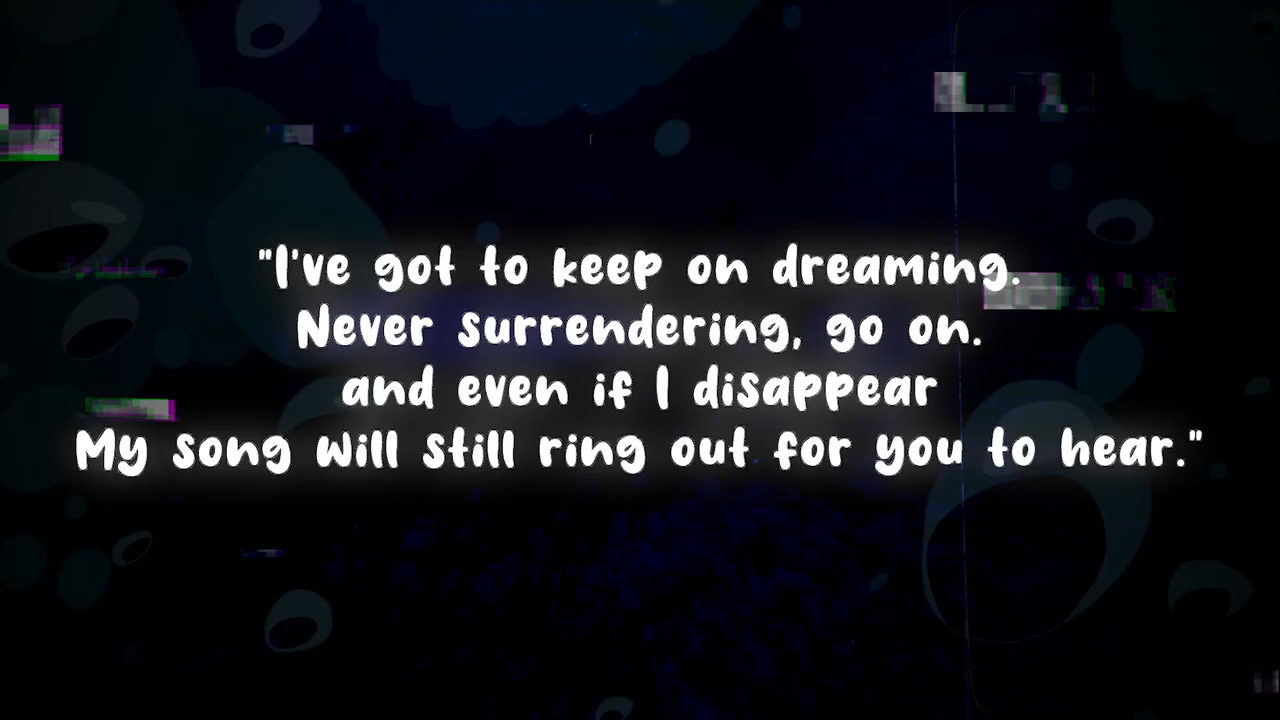 "I've got to keep on dreaming.
Never surrendering, go on.
and even if I disappear
My song will still ring out for you to hear."